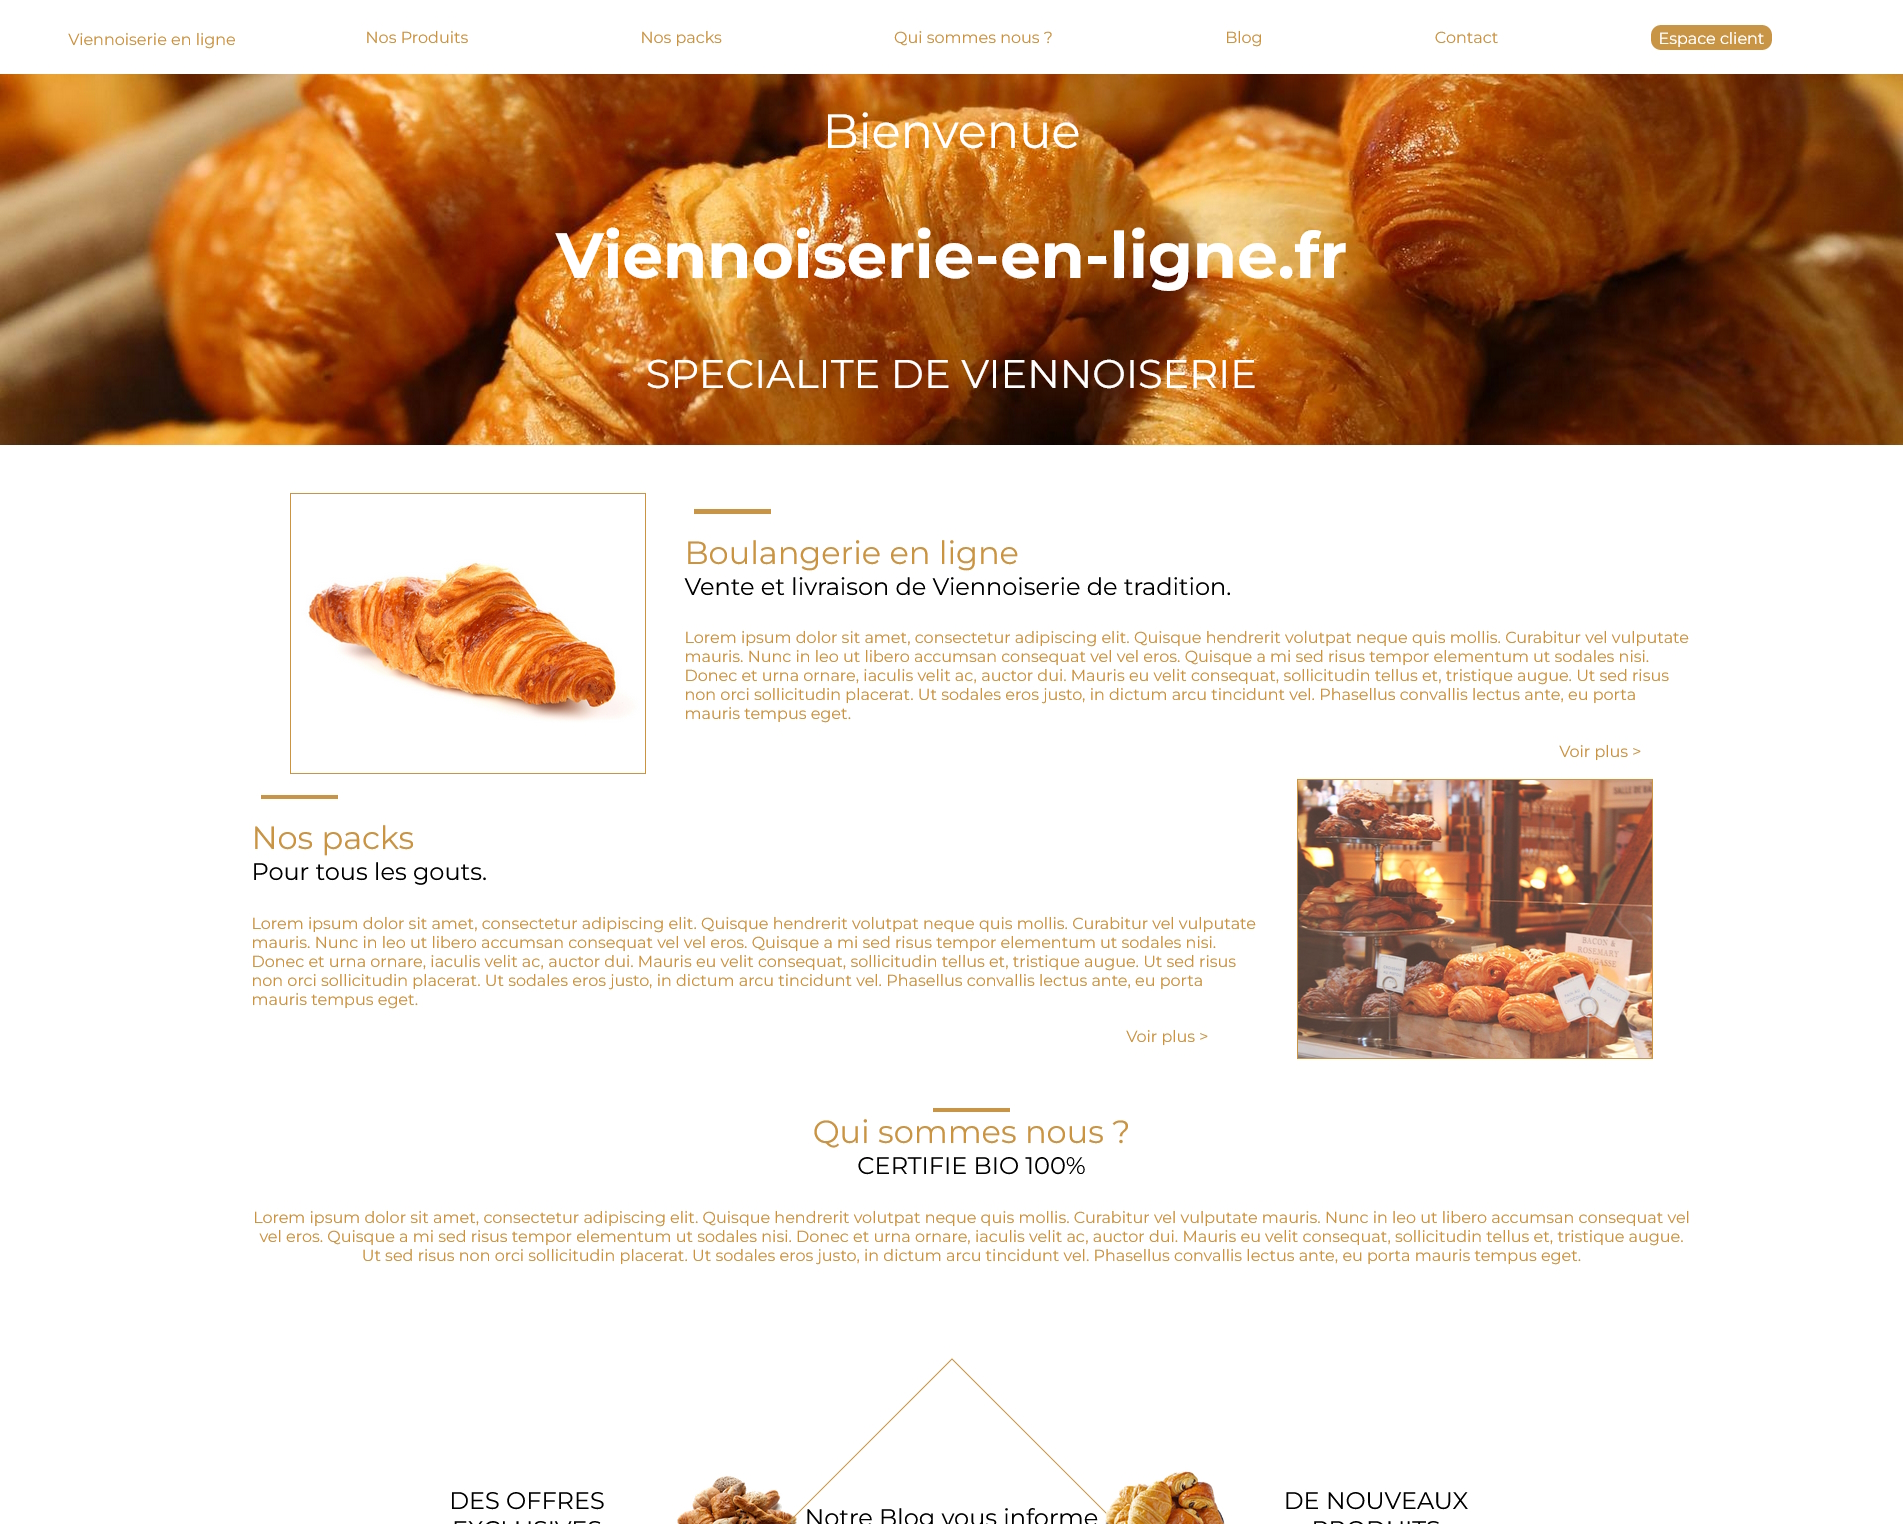 Viennoiserie en ligne
Nos Produits
Nos packs
Qui sommes nous ?
Blog
Contact
Espace client
Bienvenue
Viennoiserie-en-ligne.fr
SPECIALITE DE VIENNOISERIE
Boulangerie en ligne
Vente et livraison de Viennoiserie de tradition.
Lorem ipsum dolor sit amet, consectetur adipiscing elit. Quisque hendrerit volutpat neque quis mollis. Curabitur vel vulputate
mauris. Nunc in leo ut libero accumsan consequat vel vel eros. Quisque a mi sed risus tempor elementum ut sodales nisi.
Donec et urna ornare, iaculis velit ac, auctor dui. Mauris eu velit consequat, sollicitudin tellus et, tristique augue. Ut sed risus
non orci sollicitudin placerat. Ut sodales eros justo, in dictum arcu tincidunt vel. Phasellus convallis lectus ante, eu porta
mauris tempus eget.
Voir plus >
Nos packs
Pour tous les gouts.
Lorem ipsum dolor sit amet, consectetur adipiscing elit. Quisque hendrerit volutpat neque quis mollis. Curabitur vel vulputate
mauris. Nunc in leo ut libero accumsan consequat vel vel eros. Quisque a mi sed risus tempor elementum ut sodales nisi.
Donec et urna ornare, iaculis velit ac, auctor dui. Mauris eu velit consequat, sollicitudin tellus et, tristique augue. Ut sed risus
non orci sollicitudin placerat. Ut sodales eros justo, in dictum arcu tincidunt vel. Phasellus convallis lectus ante, eu porta
mauris tempus eget.
Voir plus >
BACON &
ROSEMARY
Qui sommes nous ?
CERTIFIE BIO 100%
Lorem ipsum dolor sit amet, consectetur adipiscing elit. Quisque hendrerit volutpat neque quis mollis. Curabitur vel vulputate mauris. Nunc in leo ut libero accumsan consequat vel
vel eros. Quisque a mi sed risus tempor elementum ut sodales nisi. Donec et urna ornare, iaculis velit ac, auctor dui. Mauris eu velit consequat, sollicitudin tellus et, tristique augue.
Ut sed risus non orci sollicitudin placerat. Ut sodales eros justo, in dictum arcu tincidunt vel. Phasellus convallis lectus ante, eu porta mauris tempus eget.
DES OFFRES
EXCLUSIVES
Notre Blog vous informe
DE NOUVEAUX
PRODUITS